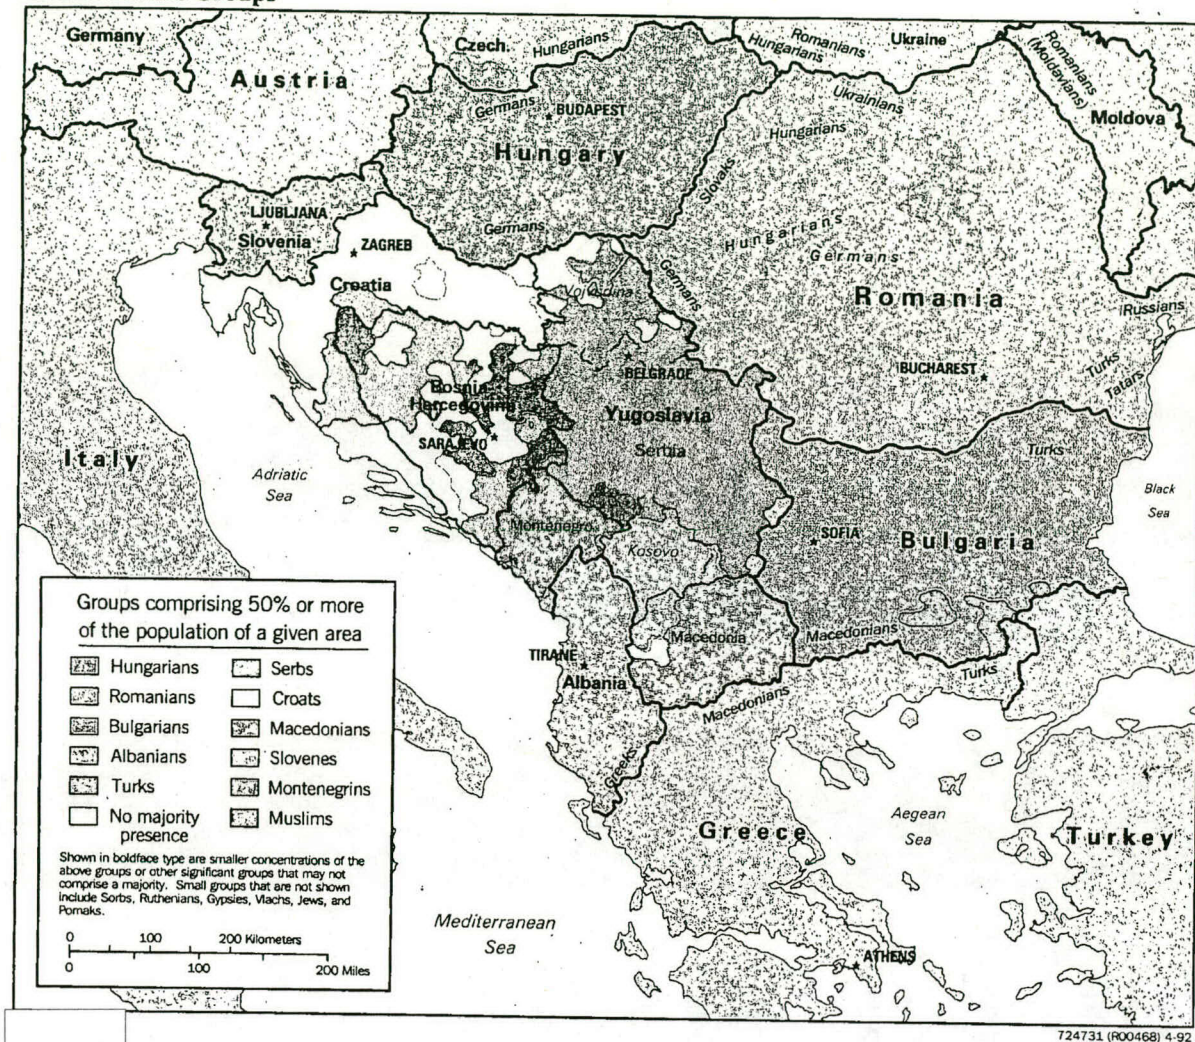 Germany
Austria
Czech.
Hungarians
Romanians
Hungarians
Ukraine
Romanians
(Moldavians)
Moldova
Germans
BUDAPEST
Hungary
Ukrainians
Hungarians
Slovaks
LJUBLJANA
Slovenia
ZAGREB
Croatia
Germans
Hungarians
Germans
Germans
Vojvodina
Romania
Russians
BELGRADE
BUCHAREST
Turks
Tatars
Bosnia
Hercegovina
Yugoslavia
SARAJEVO
Serbia
Italy
Adriatic
Sea
Turks
Black
Sea
Montenegro
Kosovo
SOFIA
Bulgaria
Macedonia
Macedonians
TIRANE
Albania
Macedonians
Turks
Greeks
Greece
Aegean
Sea
Turkey
Mediterranean
Sea
ATHENS
Groups comprising 50% or more
of the population of a given area
Hungarians
Romanians
Bulgarians
Albanians
Turks
No majority
presence
Serbs
Croats
Macedonians
Slovenes
Montenegrins
Muslims
Shown in boldface type are smaller concentrations of the
above groups or other significant groups that may not
comprise a majority. Small groups that are not shown
include Sorbs, Ruthenians, Gypsies, Vlachs, Jews, and
Pomaks.
0 100 200 Kilometers
0 100 200 Miles
724731 (R00468) 4-92